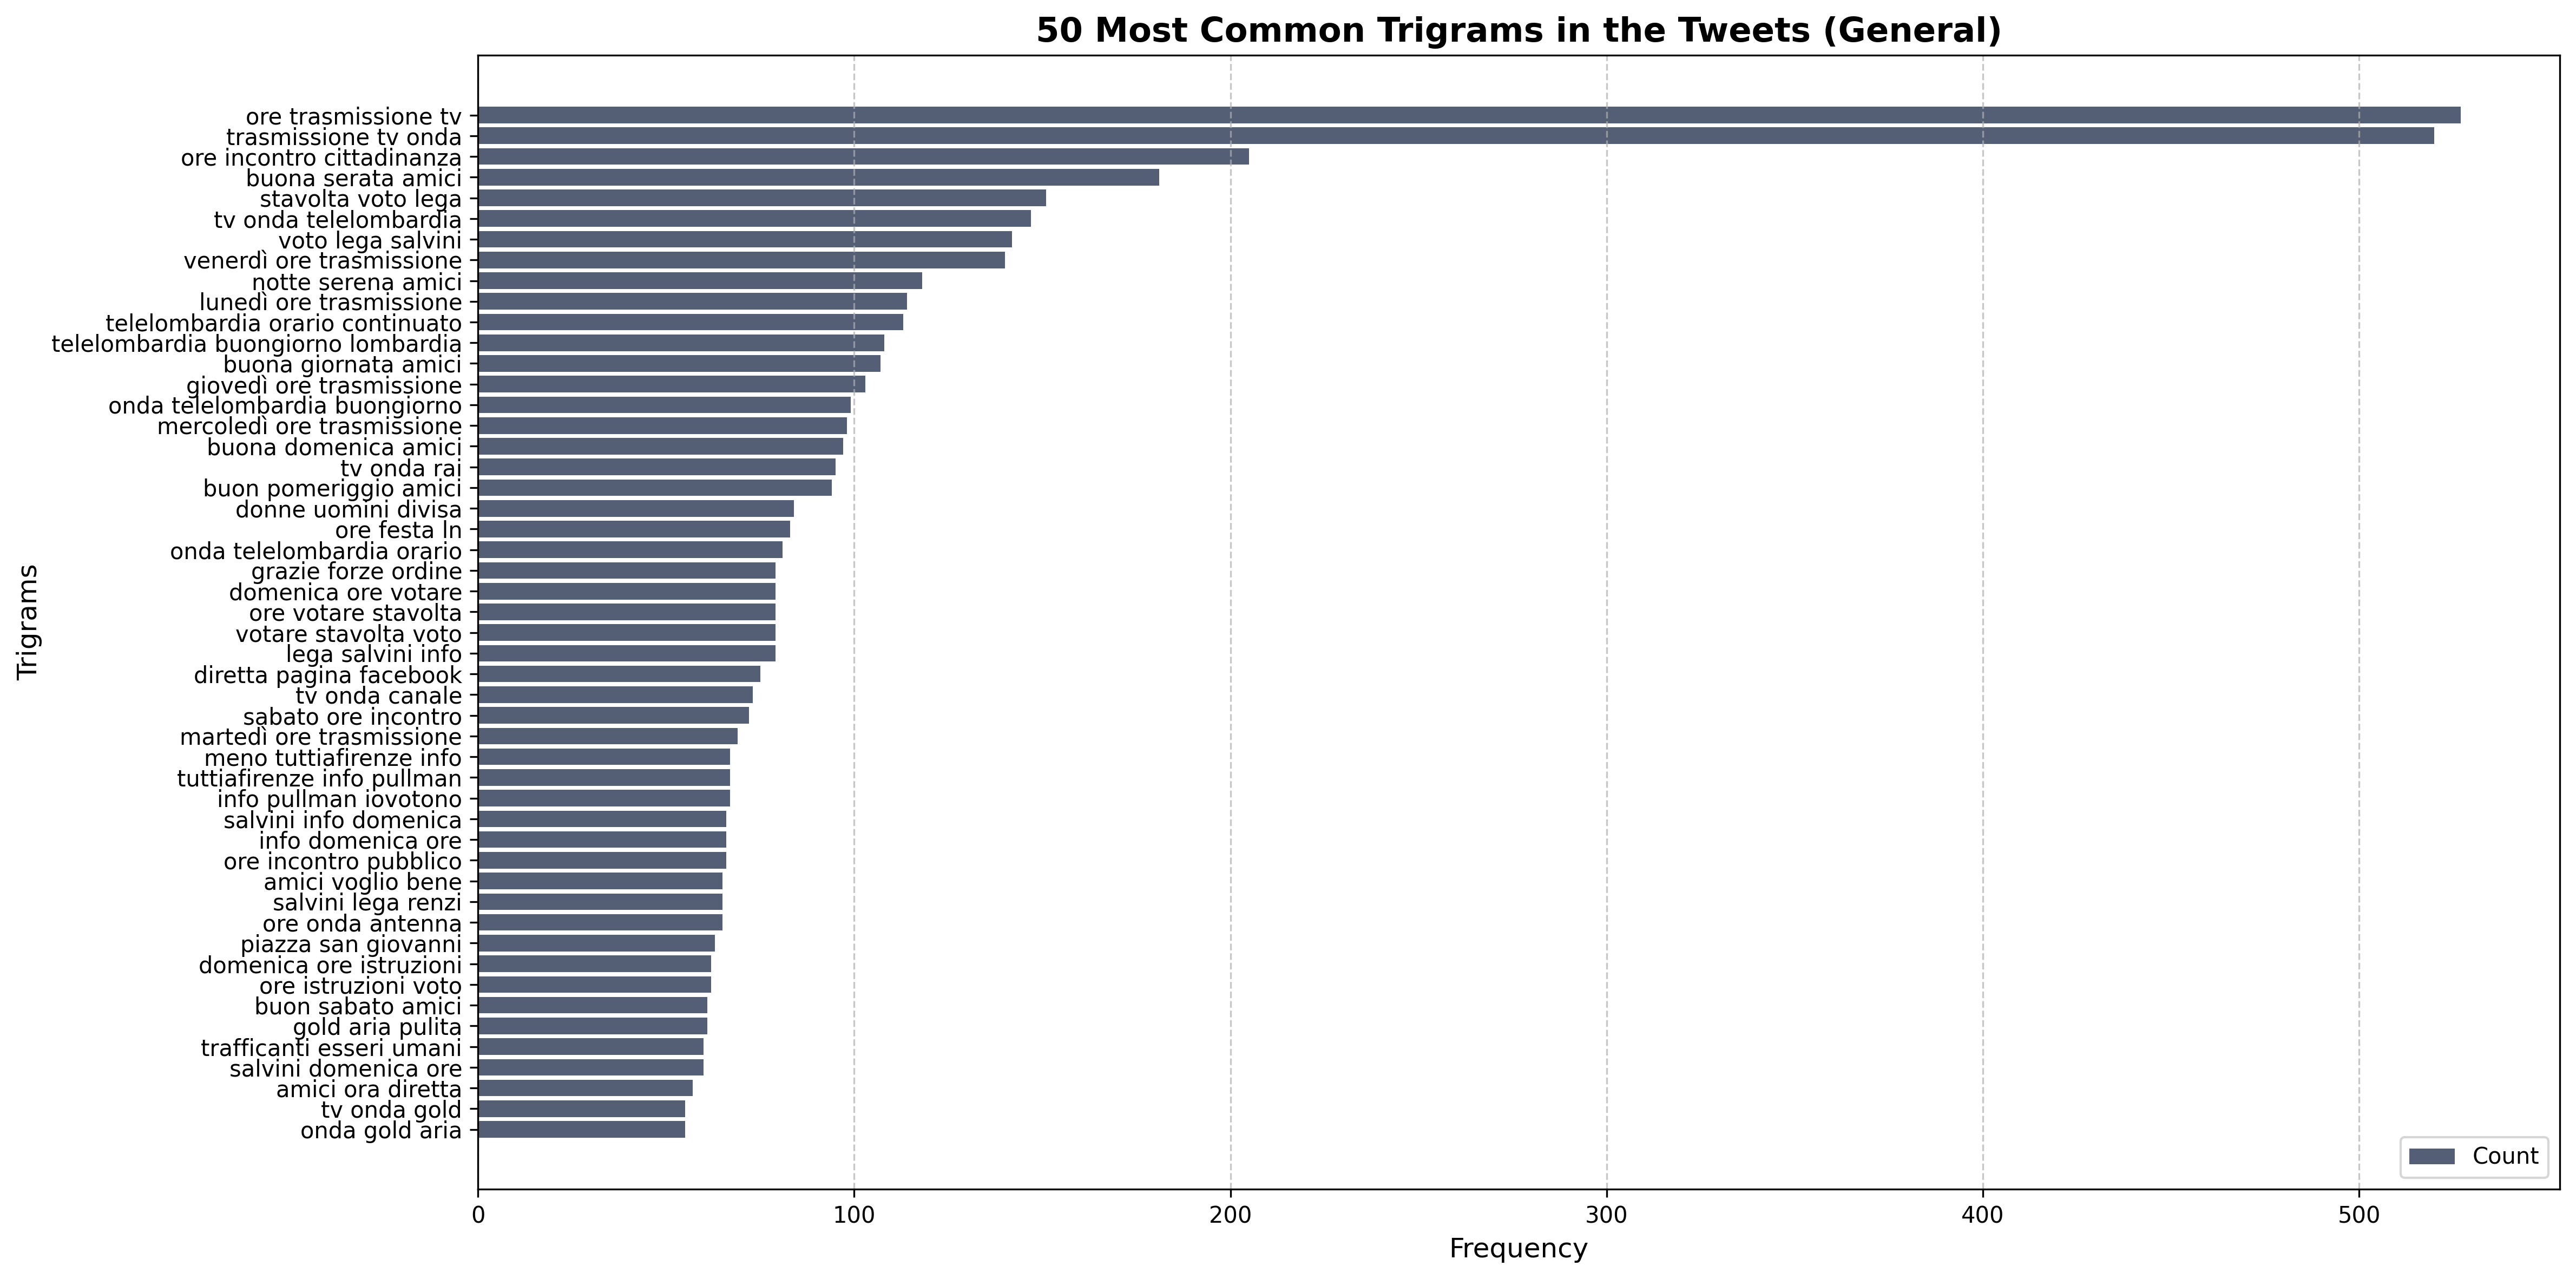 50 Most Common Trigrams in the Tweets (General)
Trigrams
ore trasmissione tv
trasmissione tv onda
ore incontro cittadinanza
buona serata amici
stavolta voto lega
tv onda telelombardia
voto lega salvini
venerdì ore trasmissione
notte serena amici
lunedì ore trasmissione
telelombardia orario continuato
telelombardia buongiorno lombardia
buona giornata amici
giovedì ore trasmissione
onda telelombardia buongiorno
mercoledì ore trasmissione
buona domenica amici
tv onda rai
buon pomeriggio amici
donne uomini divisa
ore festa ln
onda telelombardia orario
grazie forze ordine
domenica ore votare
ore votare stavolta
votare stavolta voto
lega salvini info
diretta pagina facebook
tv onda canale
sabato ore incontro
martedì ore trasmissione
meno tuttiafirenze info
tuttiafirenze info pullman
info pullman iovotono
salvini info domenica
info domenica ore
ore incontro pubblico
amici voglio bene
salvini lega renzi
ore onda antenna
piazza san giovanni
domenica ore istruzioni
ore istruzioni voto
buon sabato amici
gold aria pulita
trafficanti esseri umani
salvini domenica ore
amici ora diretta
tv onda gold
onda gold aria
Count
0 100 200 300 400 500
Frequency